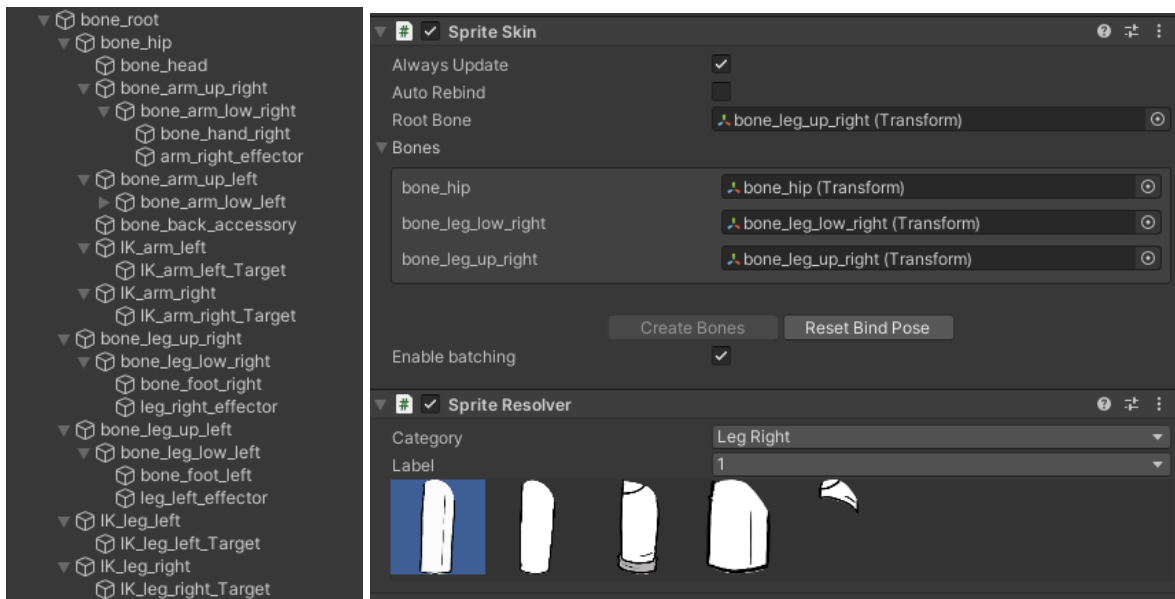 bone_root
bone_hip
bone_head
bone_arm_up_right
bone_arm_low_right
bone_hand_right
arm_right_effector
bone_arm_up_left
bone_arm_low_left
bone_back_accessory
IK_arm_left
IK_arm_left_Target
IK_arm_right
IK_arm_right_Target
bone_leg_up_right
bone_leg_low_right
bone_foot_right
leg_right_effector
bone_leg_up_left
bone_leg_low_left
bone_foot_left
leg_left_effector
IK_leg_left
IK_leg_left_Target
IK_leg_right
IK_leg_right_Target
# Sprite Skin
Always Update
Auto Rebind
Root Bone bone_leg_up_right (Transform)
Bones
bone_hip bone_hip (Transform)
bone_leg_low_right bone_leg_low_right (Transform)
bone_leg_up_right bone_leg_up_right (Transform)
Create Bones Reset Bind Pose
Enable batching
# Sprite Resolver
Category Leg Right
Label 1